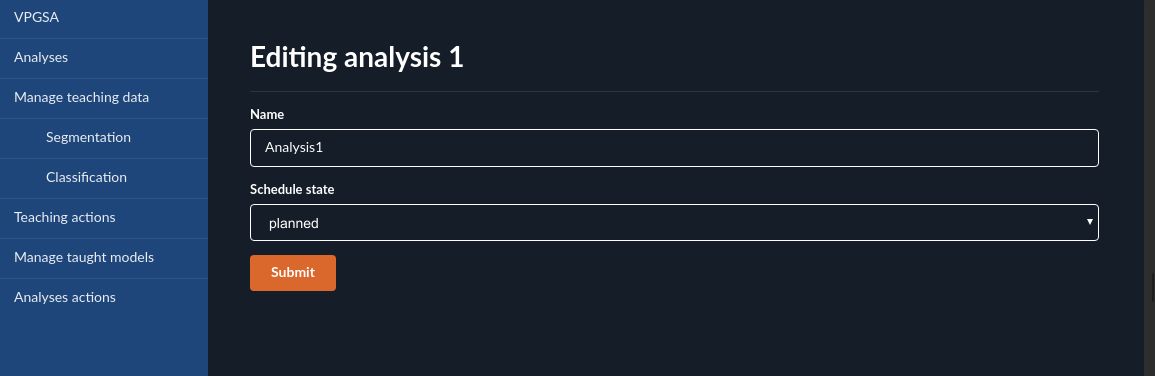 VPGSA
Analyses
Manage teaching data
Segmentation
Classification
Teaching actions
Manage taught models
Analyses actions
Editing analysis 1
Name
Analysis1
Schedule state
planned
Submit